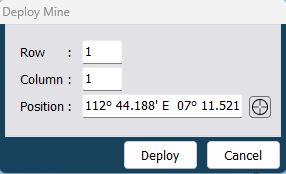 Deploy Mine
Row : 1
Column : 1
Position : 112° 44.188' E 07° 11.521
Deploy Cancel